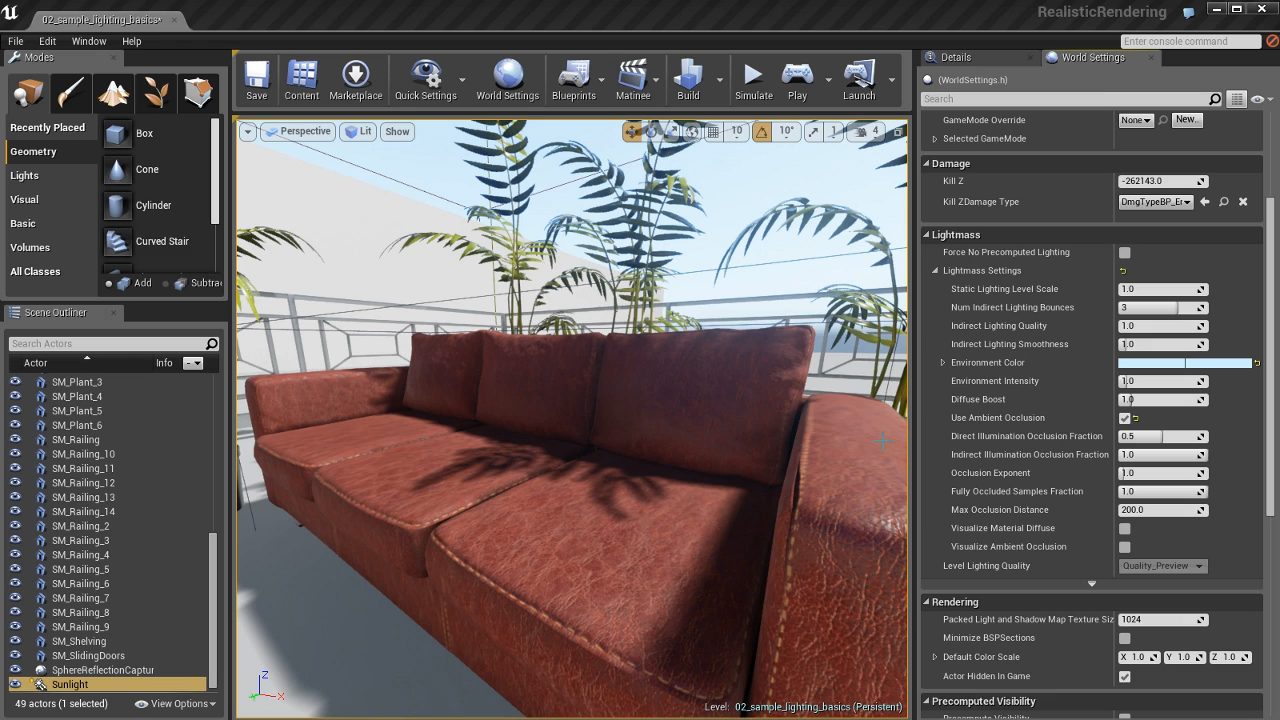 02_sample_lighting_basics*
RealisticRendering
File Edit Window Help
Enter console command
Modes
Recently Placed
Geometry
Lights
Visual
Basic
Volumes
All Classes
Box
Cone
Cylinder
Curved Stair
Add Subtra
Save Content Marketplace Quick Settings World Settings Blueprints Matinee Build Simulate Play Launch
Perspective Lit Show
10 10° 1 4
Scene Outliner
Search Actors
Actor Info
SM_Plant_3
SM_Plant_4
SM_Plant_5
SM_Plant_6
SM_Railing
SM_Railing_10
SM_Railing_11
SM_Railing_12
SM_Railing_13
SM_Railing_14
SM_Railing_2
SM_Railing_3
SM_Railing_4
SM_Railing_5
SM_Railing_6
SM_Railing_7
SM_Railing_8
SM_Railing_9
SM_Shelving
SM_SlidingDoors
SphereReflectionCaptur
Sunlight
49 actors (1 selected) View Options
X Z
Level: 02_sample_lighting_basics (Persistent)
Details World Settings
(WorldSettings.h)
Search
GameMode Override None New..
Selected GameMode
Damage
Kill Z -262143.0
Kill ZDamage Type DmgTypeBP_Er
Lightmass
Force No Precomputed Lighting
Lightmass Settings
Static Lighting Level Scale 1.0
Num Indirect Lighting Bounces 3
Indirect Lighting Quality 1.0
Indirect Lighting Smoothness 1.0
Environment Color
Environment Intensity 1.0
Diffuse Boost 1.0
Use Ambient Occlusion
Direct Illumination Occlusion Fraction 0.5
Indirect Illumination Occlusion Fraction 1.0
Occlusion Exponent 1.0
Fully Occluded Samples Fraction 1.0
Max Occlusion Distance 200.0
Visualize Material Diffuse
Visualize Ambient Occlusion
Level Lighting Quality Quality_Preview
Rendering
Packed Light and Shadow Map Texture Siz 1024
Minimize BSPSections
Default Color Scale X 1.0 Y 1.0 Z 1.0
Actor Hidden In Game
Precomputed Visibility
Precompute Visibility